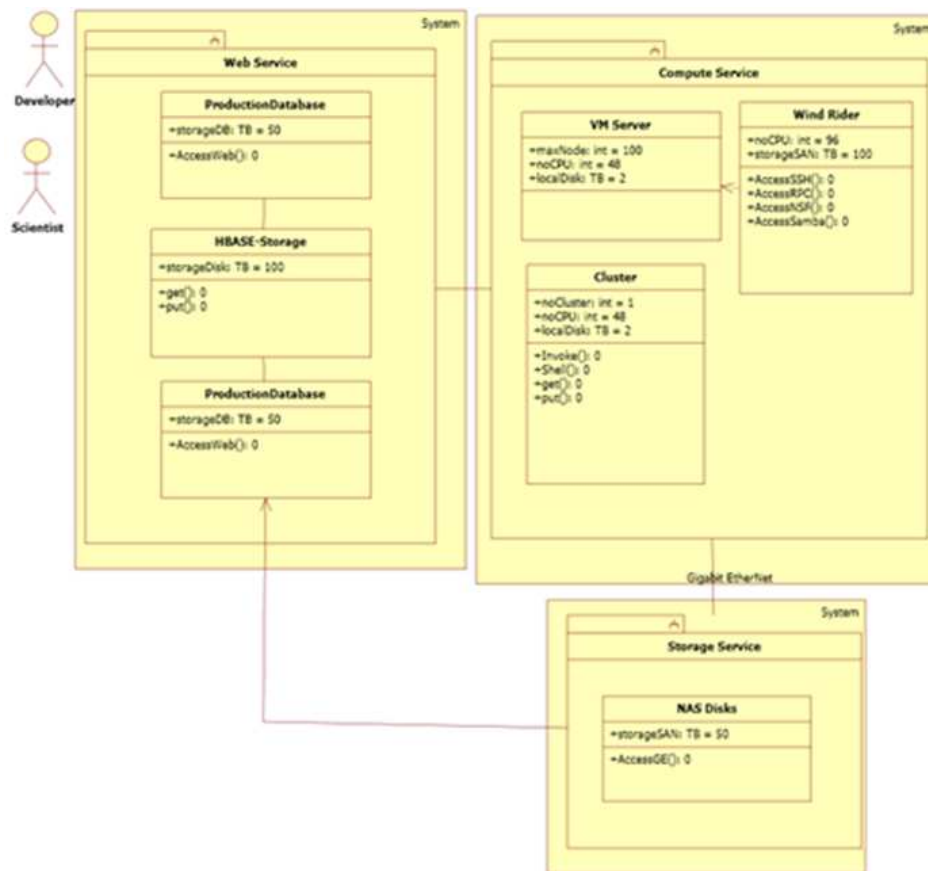 Developer
Scientist
System
Web Service
ProductionDatabase
+storageDB: TB = 50
+AccessWeb(): 0
HBASE-Storage
+storageDisk: TB = 100
+get(): 0
+put(): 0
ProductionDatabase
+storageDB: TB = 50
+AccessWeb(): 0
System
Compute Service
VM Server
+maxNode: int = 100
+noCPU: int = 48
+localDisk: TB = 2
Wind Rider
+noCPU: int = 96
+storageSAN: TB = 100
+AccessSSH(): 0
+AccessRPC(): 0
+AccessNSF(): 0
+AccessSamba(): 0
Cluster
+noCluster: int = 1
+noCPU: int = 48
+localDisk: TB = 2
+Invoke(): 0
+Shell(): 0
+get(): 0
+put(): 0
Gigabit EtherNet
System
Storage Service
NAS Disks
+storageSAN: TB = 50
+AccessGE(): 0